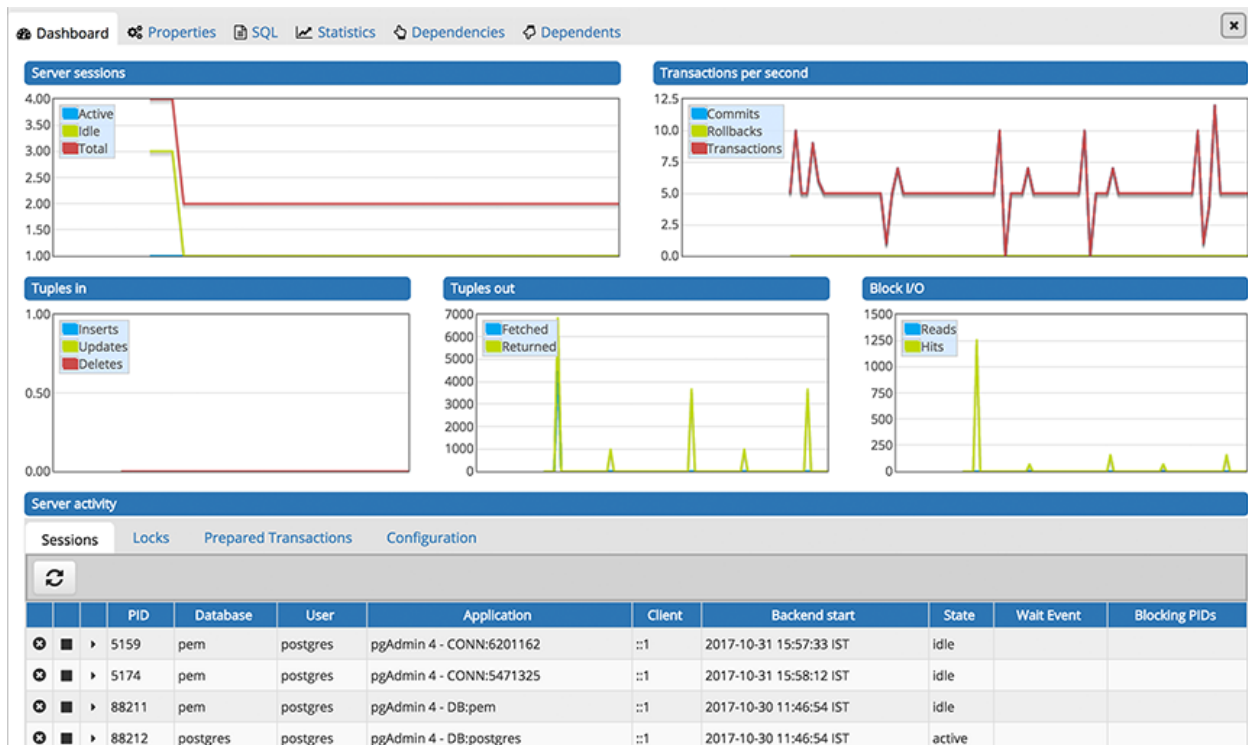 Dashboard Properties SQL Statistics Dependencies Dependents
Server sessions
4.00
3.50
3.00
2.50
2.00
1.50
1.00
Active
Idle
Total
Transactions per second
12.5
10.0
7.5
5.0
2.5
0.0
Commits
Rollbacks
Transactions
Tuples in
1.00
0.50
0.00
Inserts
Updates
Deletes
Tuples out
7000
6000
5000
4000
3000
2000
1000
0
Fetched
Returned
Block I/O
1500
1250
1000
750
500
250
0
Reads
Hits
Server activity
Sessions Locks Prepared Transactions Configuration
PID Database User Application Client Backend start State Wait Event Blocking PIDs
5159 pem postgres pgAdmin 4 - CONN:6201162 ::1 2017-10-31 15:57:33 IST idle
5174 pem postgres pgAdmin 4 - CONN:5471325 ::1 2017-10-31 15:58:12 IST idle
88211 pem postgres pgAdmin 4 - DB:pem ::1 2017-10-30 11:46:54 IST idle
88212 postgres postgres pgAdmin 4 - DB:postgres ::1 2017-10-30 11:46:54 IST active